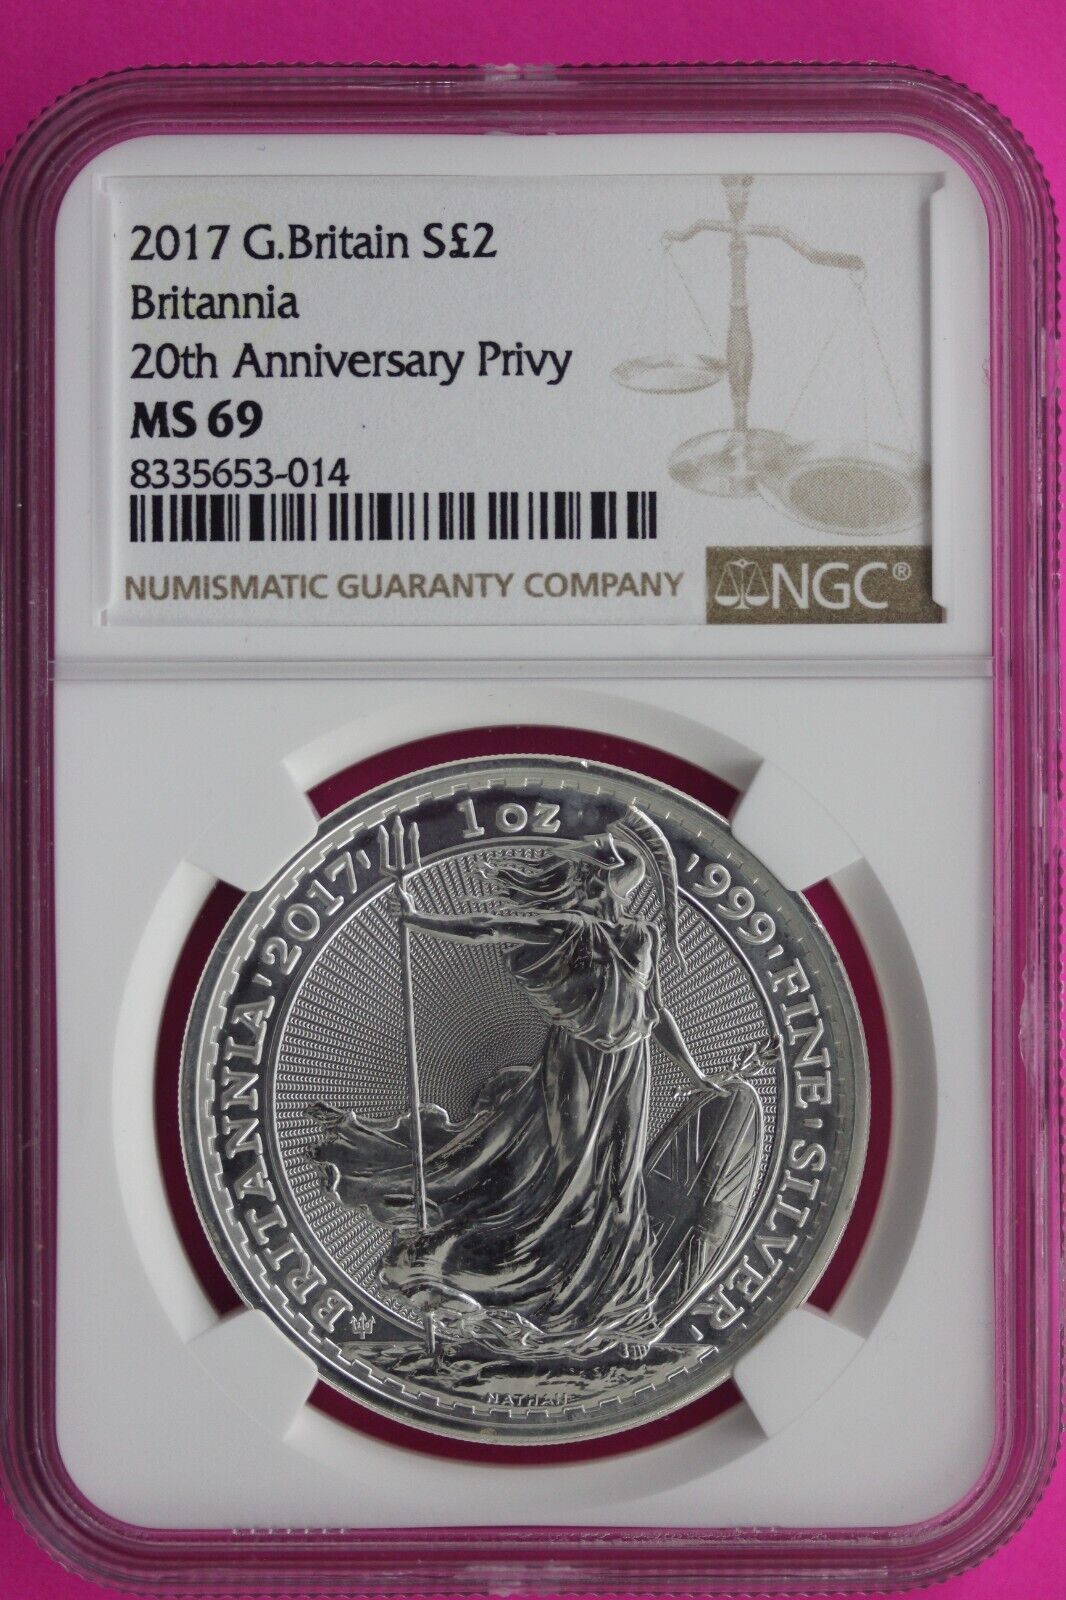 2017 G.Britain S£2
Britannia
20th Anniversary Privy
MS 69
8335653-014
NUMISMATIC GUARANTY COMPANY
NGC®
BRITANNIA 2017
1 OZ
999 FINE SILVER
NATHAN